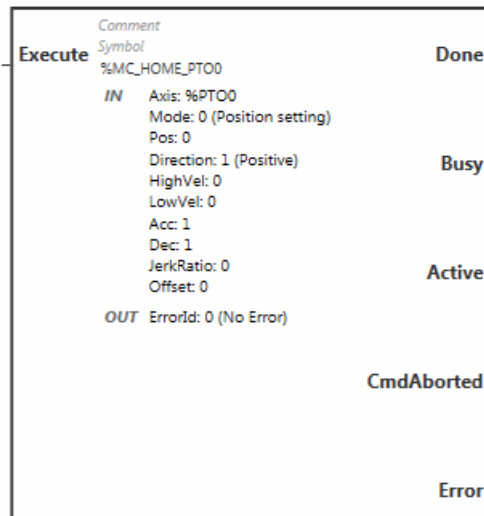 Comment
Execute Symbol Done
%MC_HOME_PTO0
IN Axis: %PTO0
Mode: 0 (Position setting)
Pos: 0
Direction: 1 (Positive) Busy
HighVel: 0
LowVel: 0
Acc: 1
Dec: 1
JerkRatio: 0 Active
Offset: 0
OUT ErrorId: 0 (No Error)
CmdAborted
Error